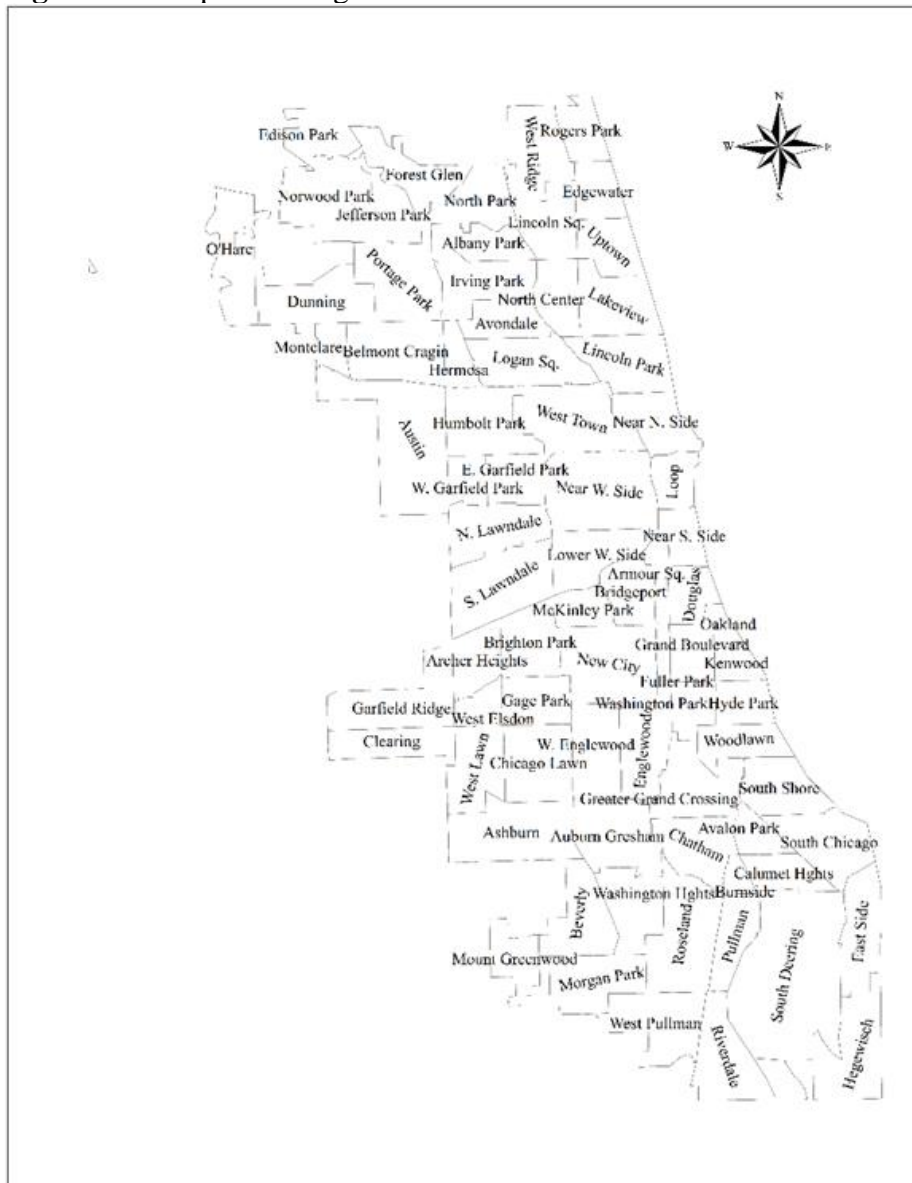 N
W
E
S
Edison Park
Rogers Park
West Ridge
Forest Glen
Norwood Park
North Park
Edgewater
Jefferson Park
Lincoln Sq.
Albany Park
Uptown
O'Hare
Portage Park
Irving Park
Dunning
North Center
Lakeview
Avondale
Montclare
Belmont Cragin
Logan Sq.
Lincoln Park
Hermosa
Austin
Humbolt Park
West Town
Near N. Side
E. Garfield Park
W. Garfield Park
Near W. Side
Loop
N. Lawndale
Near S. Side
Lower W. Side
S. Lawndale
Armour Sq.
Bridgeport
Douglas
McKinley Park
Oakland
Brighton Park
Grand Boulevard
Archer Heights
New City
Kenwood
Fuller Park
Garfield Ridge
Gage Park
Washington Park
Hyde Park
West Elsdon
Clearing
W. Englewood
Englewood
Woodlawn
West Lawn
Chicago Lawn
South Shore
Greater Grand Crossing
Ashburn
Auburn Gresham
Chatham
Avalon Park
South Chicago
Calumet Hghts
Washington Hghts
Burnside
Beverly
Roseland
Pullman
East Side
Mount Greenwood
South Deering
Morgan Park
West Pullman
Riverdale
Hegewisch